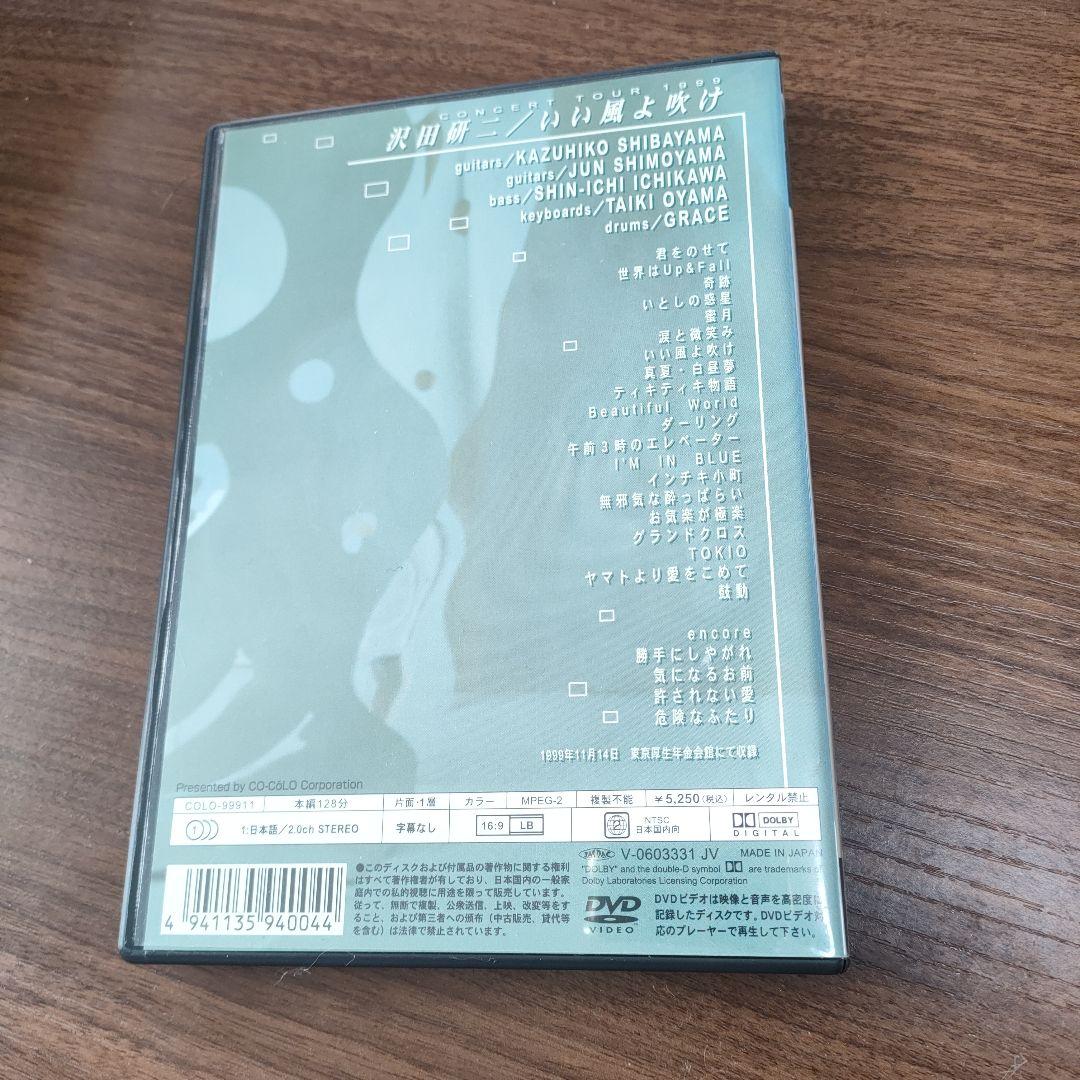 CONCERT TOUR 1999
沢田研二／いい風よ吹け
guitars/KAZUHIKO SHIBAYAMA
guitars/JUN SHIMOYAMA
bass/SHIN-ICHI ICHIKAWA
keyboards/TAIKI OYAMA
drums/GRACE
君をのせて
世界はUp&Fall
奇跡
いとしの惑星
蜜月
涙と微笑み
いい風よ吹け
真夏・白昼夢
ティキティキ物語
Beautiful World
ダーリング
午前3時のエレベーター
I'M IN BLUE
インチキ小町
無邪気な酔っぱらい
お気楽が極楽
グランドクロス
TOKIO
ヤマトより愛をこめて
鼓動
encore
勝手にしやがれ
気になるお前
許されない愛
危険なふたり
1999年11月14日 東京厚生年金会館にて収録
Presented by CO-CóLO Corporation
COLO-99911 本編128分 片面・1層 カラー MPEG-2 複製不能 ¥5,250(税込) レンタル禁止
1 1:日本語/2.0ch STEREO 字幕なし 16:9 LB 2 NTSC 日本国内向 DOLBY DIGITAL
V-0603331 JV MADE IN JAPAN
"DOLBY" and the double-D symbol are trademarks of
Dolby Laboratories Licensing Corporation
●このディスクおよび付属品の著作物に関する権利
はすべて著作権者が有しており、日本国内の一般家
庭内での私的視聴に用途を限って販売しています。
従って、無断で複製、公衆送信、上映、改変等をす
ること、および第三者への頒布(中古販売、貸代等
を含む)は法律で禁止されています。
DVD VIDEO
DVDビデオは映像と音声を高密度に
記録したディスクです。DVDビデオ対
応のプレーヤーで再生して下さい。
4 941135 940044